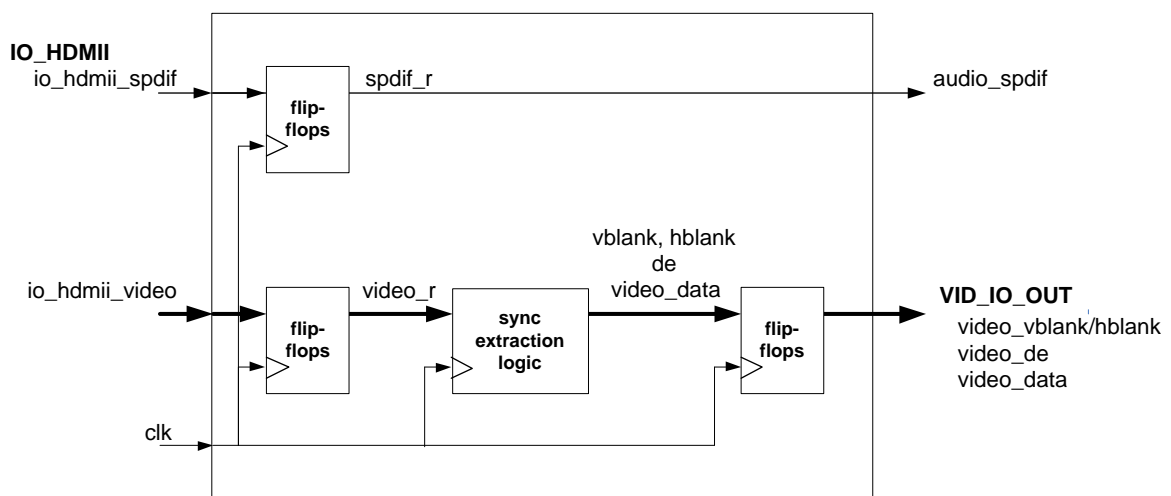 IO_HDMII
io_hdmii_spdif
flip-
flops
spdif_r
audio_spdif
io_hdmii_video
flip-
flops
video_r
sync
extraction
logic
vblank, hblank
de
video_data
flip-
flops
VID_IO_OUT
video_vblank/hblank
video_de
video_data
clk